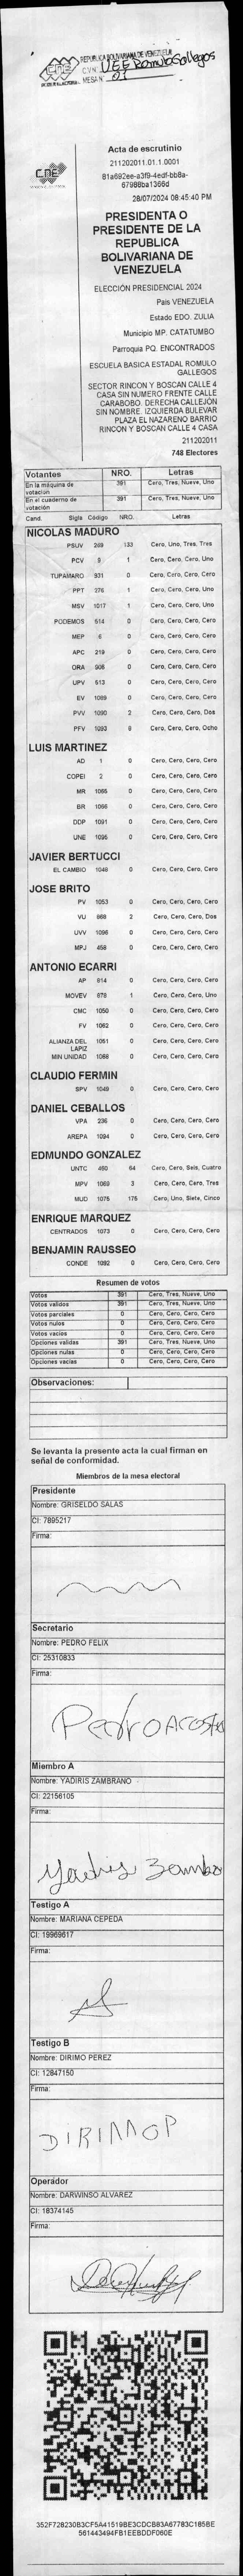 REPÚBLICA BOLIVARIANA DE VENEZUELA
CNE
C.V.N° UEE Romulo Gallegos
MESA N° 01
CNE
Acta de escrutinio
211202011.01.1.0001
81a692ee-a3f9-4edf-bb8a-
67988ba1366d
28/07/2024 08:45:40 PM
PRESIDENTA O
PRESIDENTE DE LA
REPUBLICA
BOLIVARIANA DE
VENEZUELA
ELECCIÓN PRESIDENCIAL 2024
País VENEZUELA
Estado EDO. ZULIA
Municipio MP. CATATUMBO
Parroquia PQ. ENCONTRADOS
ESCUELA BASICA ESTADAL ROMULO
GALLEGOS
SECTOR RINCON Y BOSCAN CALLE 4
CASA SIN NUMERO FRENTE CALLE
CARABOBO. DERECHA CALLEJÓN
SIN NOMBRE. IZQUIERDA BULEVAR
PLAZA EL NAZARENO BARRIO
RINCON Y BOSCAN CALLE 4 CASA
211202011
748 Electores
Votantes NRO. Letras
En la máquina de votación 391 Cero, Tres, Nueve, Uno
En el cuaderno de votación 391 Cero, Tres, Nueve, Uno
Cand. Sigla Código NRO. Letras
NICOLAS MADURO
PSUV 269 133 Cero, Uno, Tres, Tres
PCV 9 1 Cero, Cero, Cero, Uno
TUPAMARO 931 0 Cero, Cero, Cero, Cero
PPT 276 1 Cero, Cero, Cero, Uno
MSV 1017 1 Cero, Cero, Cero, Uno
PODEMOS 514 0 Cero, Cero, Cero, Cero
MEP 6 0 Cero, Cero, Cero, Cero
APC 219 0 Cero, Cero, Cero, Cero
ORA 906 0 Cero, Cero, Cero, Cero
UPV 613 0 Cero, Cero, Cero, Cero
EV 1089 0 Cero, Cero, Cero, Cero
PVV 1090 2 Cero, Cero, Cero, Dos
PFV 1093 8 Cero, Cero, Cero, Ocho
LUIS MARTINEZ
AD 1 0 Cero, Cero, Cero, Cero
COPEI 2 0 Cero, Cero, Cero, Cero
MR 1065 0 Cero, Cero, Cero, Cero
BR 1066 0 Cero, Cero, Cero, Cero
DDP 1091 0 Cero, Cero, Cero, Cero
UNE 1095 0 Cero, Cero, Cero, Cero
JAVIER BERTUCCI
EL CAMBIO 1048 0 Cero, Cero, Cero, Cero
JOSE BRITO
PV 1053 0 Cero, Cero, Cero, Cero
VU 868 2 Cero, Cero, Cero, Dos
UVV 1096 0 Cero, Cero, Cero, Cero
MPJ 458 0 Cero, Cero, Cero, Cero
ANTONIO ECARRI
AP 814 0 Cero, Cero, Cero, Cero
MOVEV 878 1 Cero, Cero, Cero, Uno
CMC 1050 0 Cero, Cero, Cero, Cero
FV 1062 0 Cero, Cero, Cero, Cero
ALIANZA DEL LAPIZ 1051 0 Cero, Cero, Cero, Cero
MIN UNIDAD 1068 0 Cero, Cero, Cero, Cero
CLAUDIO FERMIN
SPV 1049 0 Cero, Cero, Cero, Cero
DANIEL CEBALLOS
VPA 236 0 Cero, Cero, Cero, Cero
AREPA 1094 0 Cero, Cero, Cero, Cero
EDMUNDO GONZALEZ
UNTC 460 64 Cero, Cero, Seis, Cuatro
MPV 1069 3 Cero, Cero, Cero, Tres
MUD 1075 175 Cero, Uno, Siete, Cinco
ENRIQUE MARQUEZ
CENTRADOS 1073 0 Cero, Cero, Cero, Cero
BENJAMIN RAUSSEO
CONDE 1092 0 Cero, Cero, Cero, Cero
Resumen de votos
Votos 391 Cero, Tres, Nueve, Uno
Votos validos 391 Cero, Tres, Nueve, Uno
Votos parciales 0 Cero, Cero, Cero, Cero
Votos nulos 0 Cero, Cero, Cero, Cero
Votos vacios 0 Cero, Cero, Cero, Cero
Opciones validas 391 Cero, Tres, Nueve, Uno
Opciones nulas 0 Cero, Cero, Cero, Cero
Opciones vacias 0 Cero, Cero, Cero, Cero
Observaciones:
Se levanta la presente acta la cual firman en
señal de conformidad.
Miembros de la mesa electoral
Presidente
Nombre: GRISELDO SALAS
CI: 7895217
Firma:
Secretario
Nombre: PEDRO FELIX
CI: 25310833
Firma:
Pedro Acosta
Miembro A
Nombre: YADIRIS ZAMBRANO
CI: 22156105
Firma:
Testigo A
Nombre: MARIANA CEPEDA
CI: 19969617
Firma:
Testigo B
Nombre: DIRIMO PEREZ
CI: 12847150
Firma:
DIRIMOP
Operador
Nombre: DARWINSO ALVAREZ
CI: 18374145
Firma:
352F728230B3CF5A41519BE3CDCB83A67783C185BE
561443494FB1EEBDDF060E